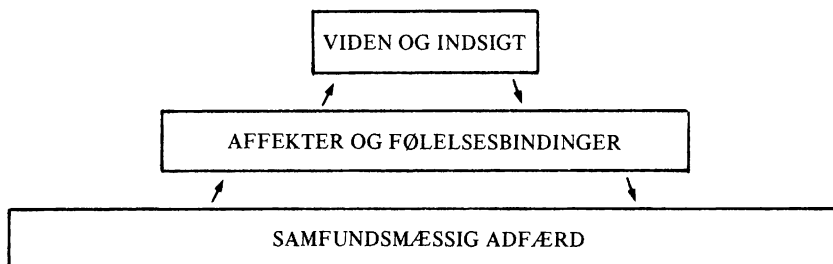 VIDEN OG INDSIGT
AFFEKTER OG FØLELSESBINDINGER
SAMFUNDSMÆSSIG ADFÆRD